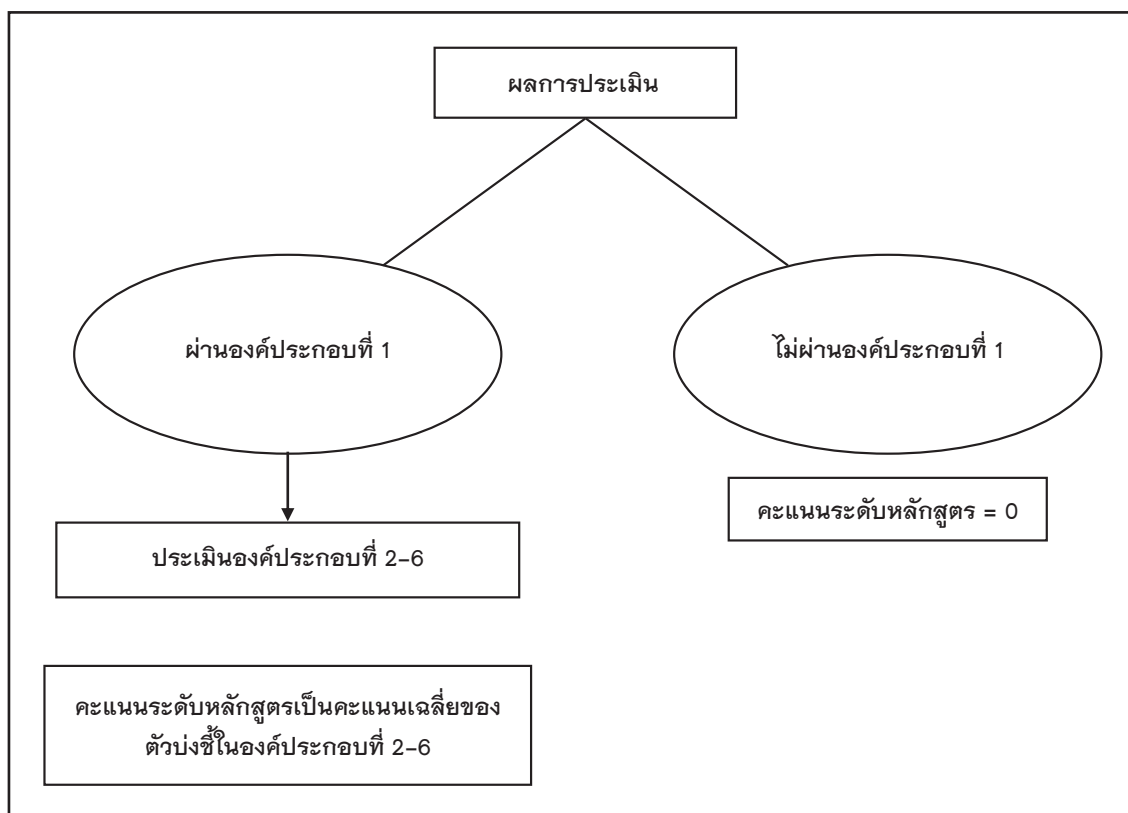 ผลการประเมิน
ผ่านองค์ประกอบที่ 1
ไม่ผ่านองค์ประกอบที่ 1
คะแนนระดับหลักสูตร = 0
ประเมินองค์ประกอบที่ 2-6
คะแนนระดับหลักสูตรเป็นคะแนนเฉลี่ยของ
ตัวบ่งชี้ในองค์ประกอบที่ 2-6